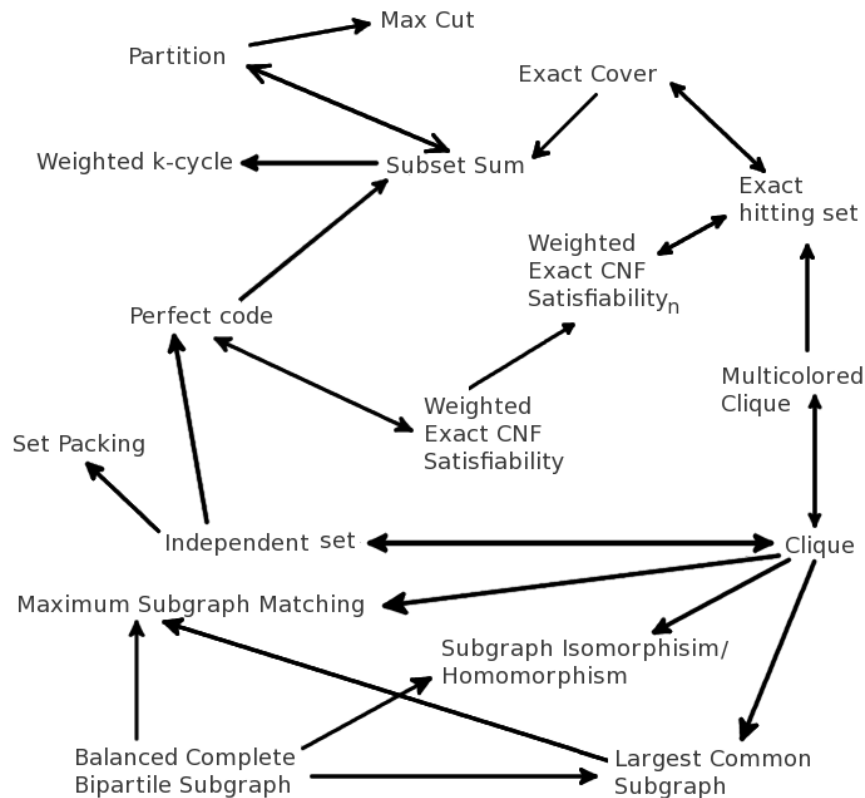 Max Cut
Partition
Exact Cover
Weighted k-cycle
Subset Sum
Exact
hitting set
Weighted
Exact CNF
Satisfiabilityn
Perfect code
Multicolored
Clique
Weighted
Exact CNF
Satisfiability
Set Packing
Independent set
Clique
Maximum Subgraph Matching
Subgraph Isomorphisim/
Homomorphism
Balanced Complete
Bipartile Subgraph
Largest Common
Subgraph